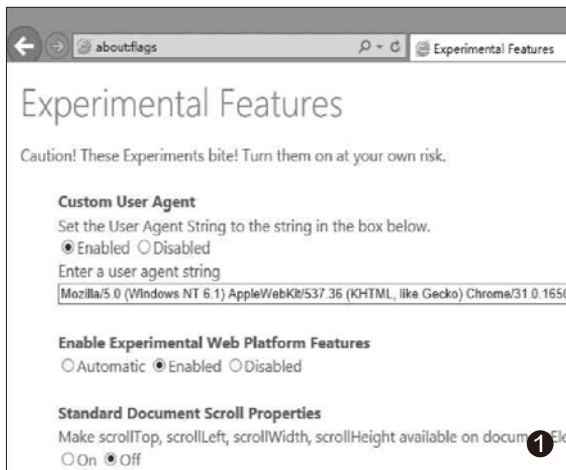 about:flags
Experimental Features
Experimental Features
Caution! These Experiments bite! Turn them on at your own risk.
Custom User Agent
Set the User Agent String to the string in the box below.
Enabled Disabled
Enter a user agent string
Mozilla/5.0 (Windows NT 6.1) AppleWebKit/537.36 (KHTML, like Gecko) Chrome/31.0.1650
Enable Experimental Web Platform Features
Automatic Enabled Disabled
Standard Document Scroll Properties
Make scrollTop, scrollLeft, scrollWidth, scrollHeight available on docum Ele
On Off
1